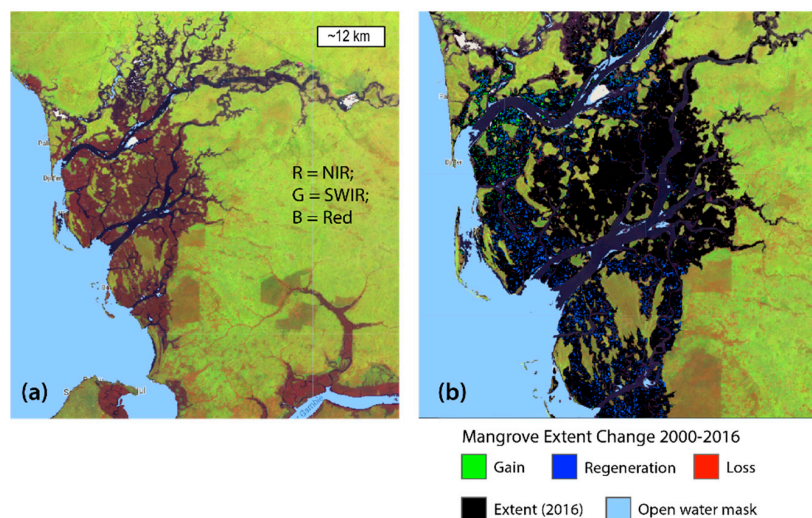 ~12 km
R = NIR;
G = SWIR;
B = Red
(a)
(b)
Mangrove Extent Change 2000-2016
Gain
Regeneration
Loss
Extent (2016)
Open water mask